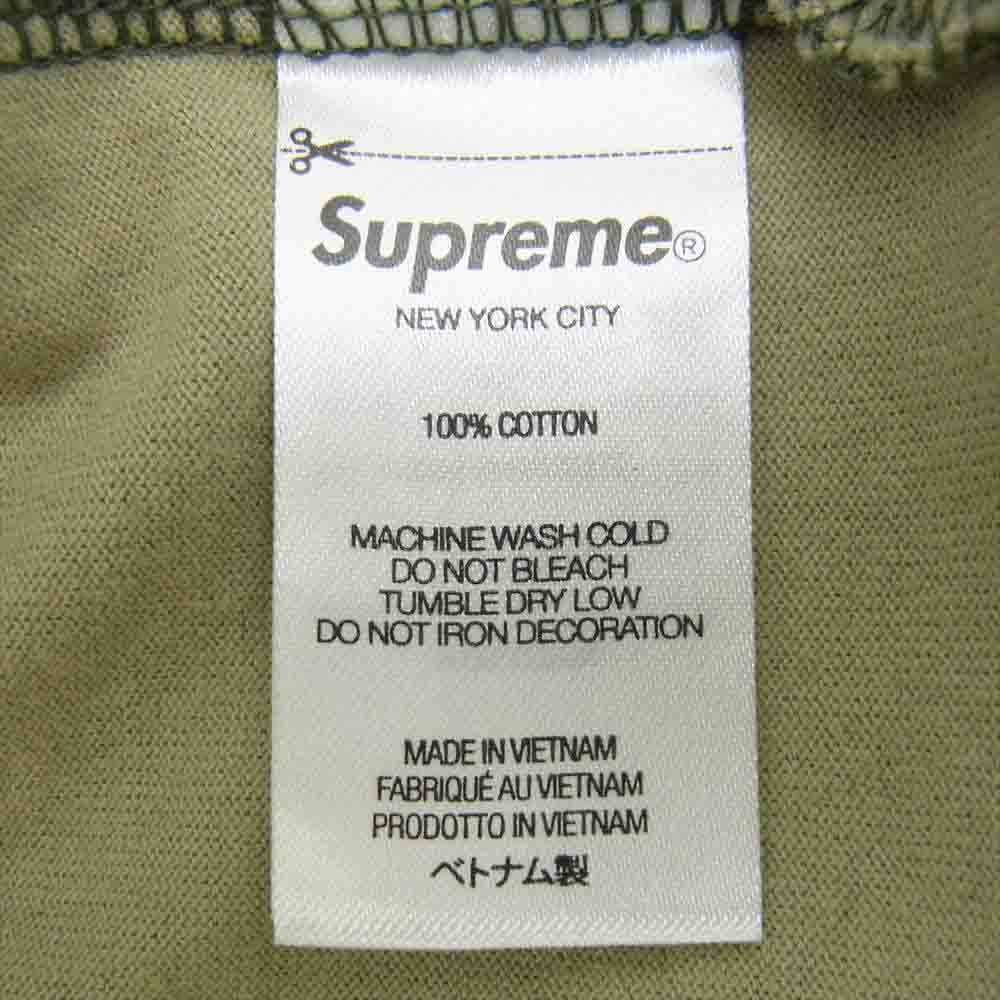 Supreme®
NEW YORK CITY
100% COTTON
MACHINE WASH COLD
DO NOT BLEACH
TUMBLE DRY LOW
DO NOT IRON DECORATION
MADE IN VIETNAM
FABRIQUÉ AU VIETNAM
PRODOTTO IN VIETNAM
ベトナム製